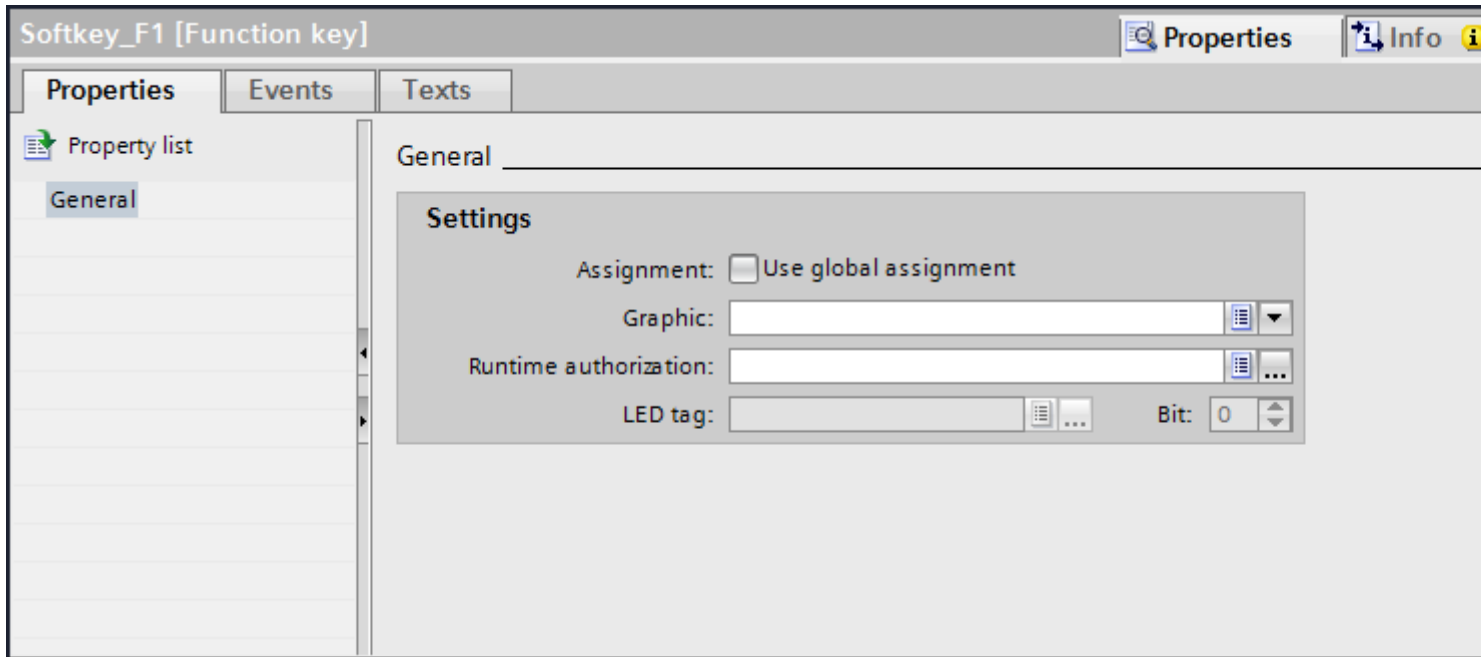 Softkey_F1 [Function key]
Properties Info
Properties Events Texts
Property list
General
General
Settings
Assignment: Use global assignment
Graphic:
Runtime authorization: ...
LED tag: ... Bit: 0